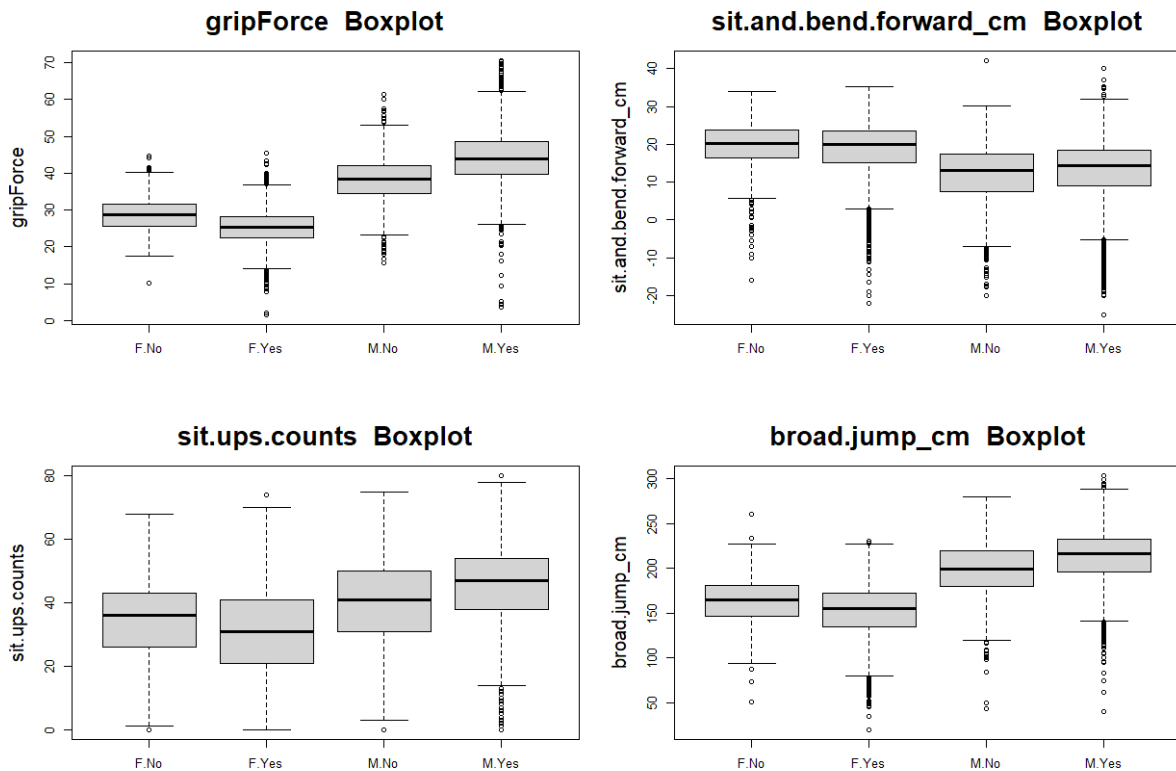 gripForce  Boxplot
gripForce
70
60
50
40
30
20
10
0
F.No F.Yes M.No M.Yes
sit.and.bend.forward_cm  Boxplot
sit.and.bend.forward_cm
40
30
20
10
0
-10
-20
F.No F.Yes M.No M.Yes
sit.ups.counts  Boxplot
sit.ups.counts
80
60
40
20
0
F.No F.Yes M.No M.Yes
broad.jump_cm  Boxplot
broad.jump_cm
300
250
200
150
100
50
F.No F.Yes M.No M.Yes